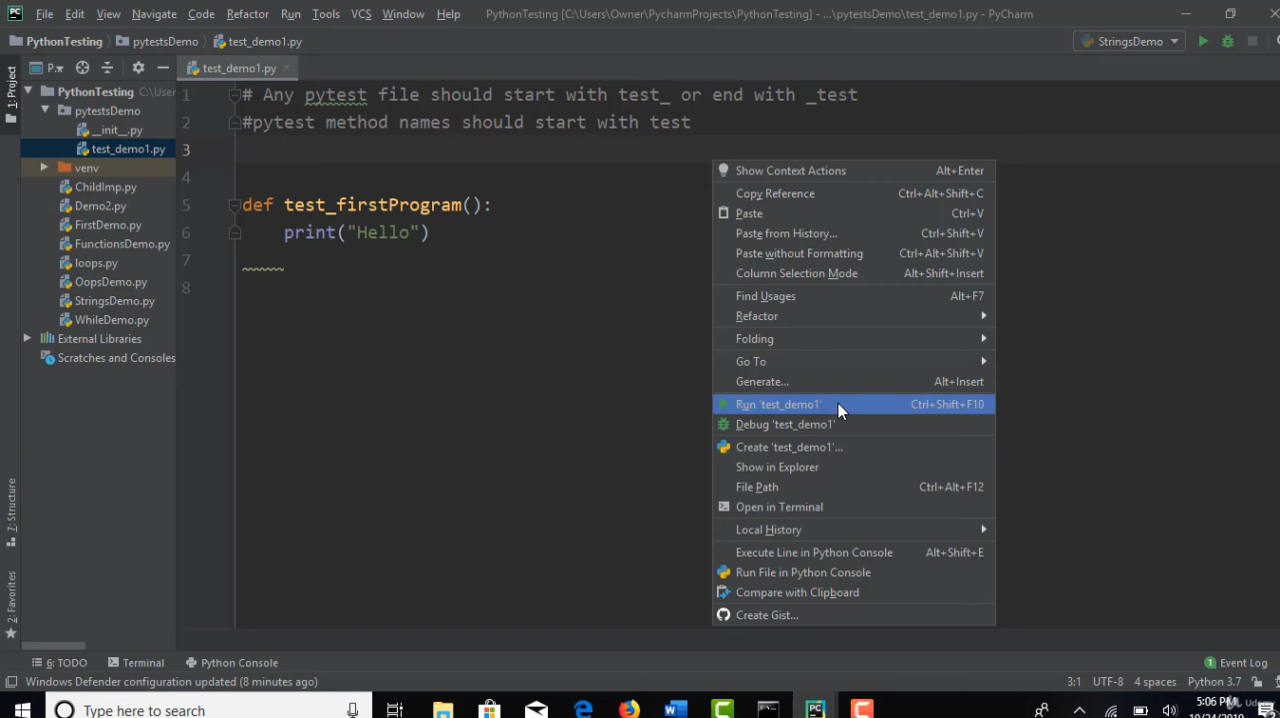 PC File Edit View Navigate Code Refactor Run Tools VCS Window Help PythonTesting [C:\Users\Owner\PycharmProjects\PythonTesting] - ...\pytestsDemo\test_demo1.py - PyCharm
PythonTesting pytestsDemo test_demo1.py StringsDemo
1: Project
P..
test_demo1.py
PythonTesting C:\User
pytestsDemo
__init__.py
test_demo1.py
venv
ChildImp.py
Demo2.py
FirstDemo.py
FunctionsDemo.py
loops.py
OopsDemo.py
StringsDemo.py
WhileDemo.py
External Libraries
Scratches and Consoles
7: Structure
2: Favorites
1 # Any pytest file should start with test_ or end with _test
2 #pytest method names should start with test
3
4
5 def test_firstProgram():
6 print("Hello")
7
8
Show Context Actions Alt+Enter
Copy Reference Ctrl+Alt+Shift+C
Paste Ctrl+V
Paste from History... Ctrl+Shift+V
Paste without Formatting Ctrl+Alt+Shift+V
Column Selection Mode Alt+Shift+Insert
Find Usages Alt+F7
Refactor
Folding
Go To
Generate... Alt+Insert
Run 'test_demo1' Ctrl+Shift+F10
Debug 'test_demo1'
Create 'test_demo1'...
Show in Explorer
File Path Ctrl+Alt+F12
Open in Terminal
Local History
Execute Line in Python Console Alt+Shift+E
Run File in Python Console
Compare with Clipboard
Create Gist...
6: TODO Terminal Python Console 1 Event Log
Windows Defender configuration updated (8 minutes ago) 3:1 UTF-8 4 spaces Python 3.7
Type here to search
5:06 PM